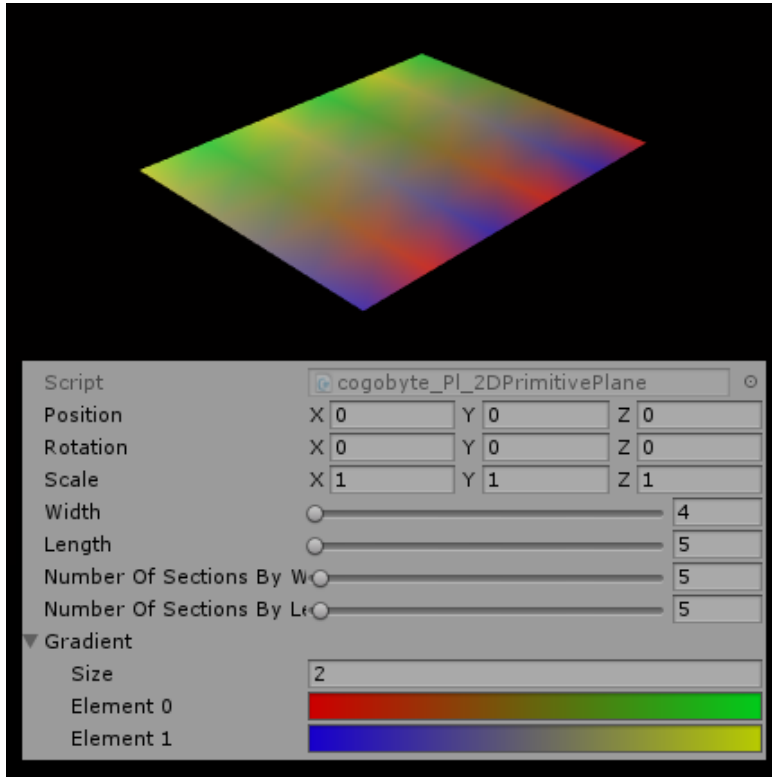 Script cogobyte_Pl_2DPrimitivePlane
Position X 0 Y 0 Z 0
Rotation X 0 Y 0 Z 0
Scale X 1 Y 1 Z 1
Width 4
Length 5
Number Of Sections By W 5
Number Of Sections By Le 5
Gradient
Size 2
Element 0
Element 1